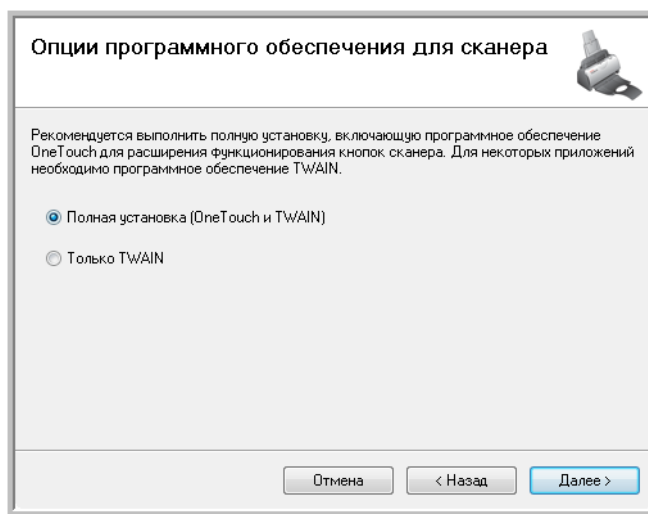 Опции программного обеспечения для сканера
Рекомендуется выполнить полную установку, включающую программное обеспечение
OneTouch для расширения функционирования кнопок сканера. Для некоторых приложений
необходимо программное обеспечение TWAIN.
Полная установка (OneTouch и TWAIN)
Только TWAIN
Отмена
< Назад
Далее >